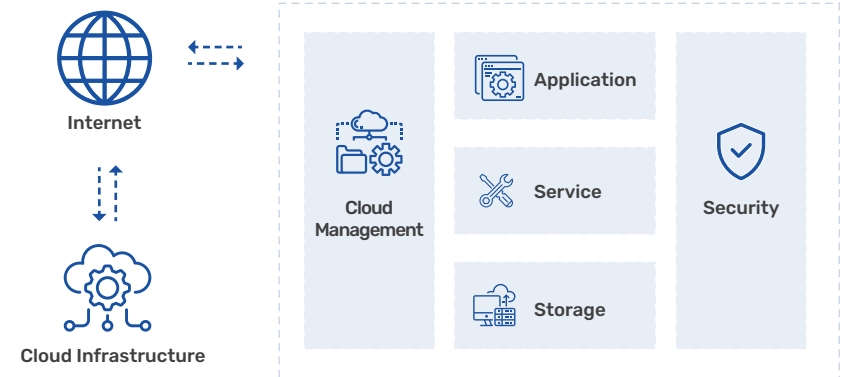 Internet
Cloud Infrastructure
Cloud
Management
Application
Service
Storage
Security